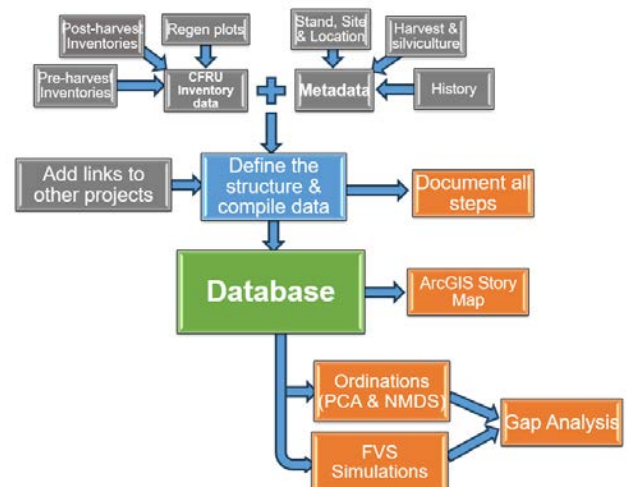 Post-harvest
Inventories
Regen plots
Stand, Site
& Location
Harvest &
silviculture
Pre-harvest
Inventories
CFRU
Inventory
data
Metadata
History
Add links to
other projects
Define the
structure &
compile data
Document all
steps
Database
ArcGIS Story
Map
Ordinations
(PCA & NMDS)
Gap Analysis
FVS
Simulations